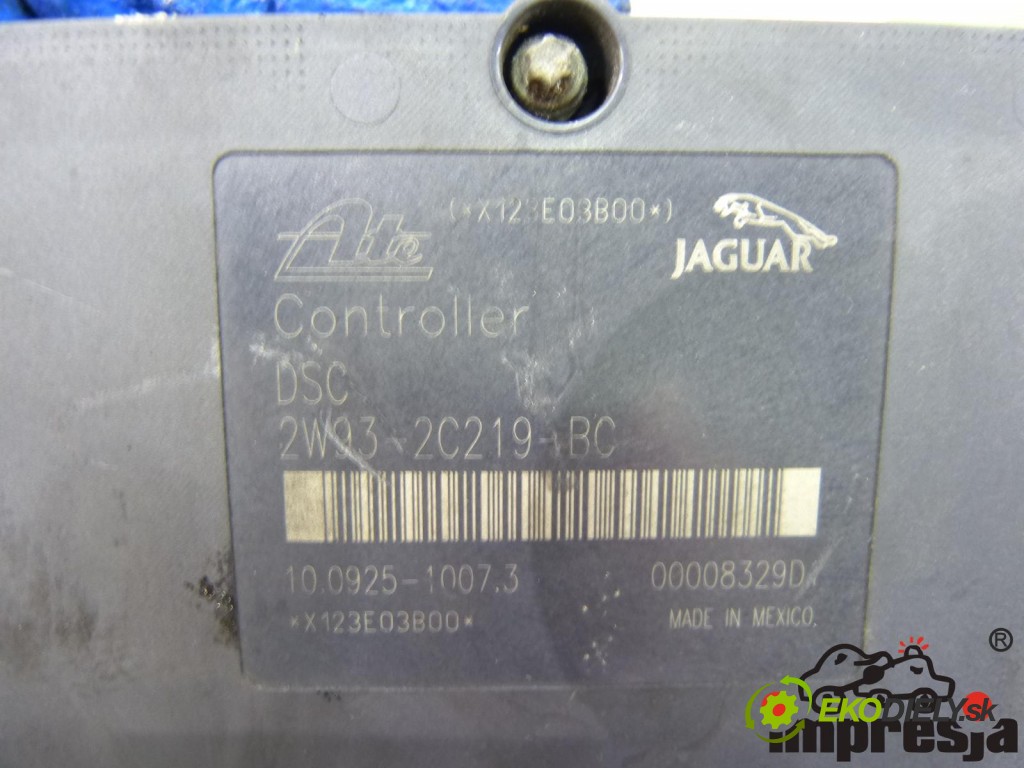 Ate (*X123E03B00*)
JAGUAR
Controller
DSC
2W93-2C219-BC
10.0925-1007.3 00008329D
*X123E03B00* MADE IN MEXICO.
®
EKODIELY.sk
impresja